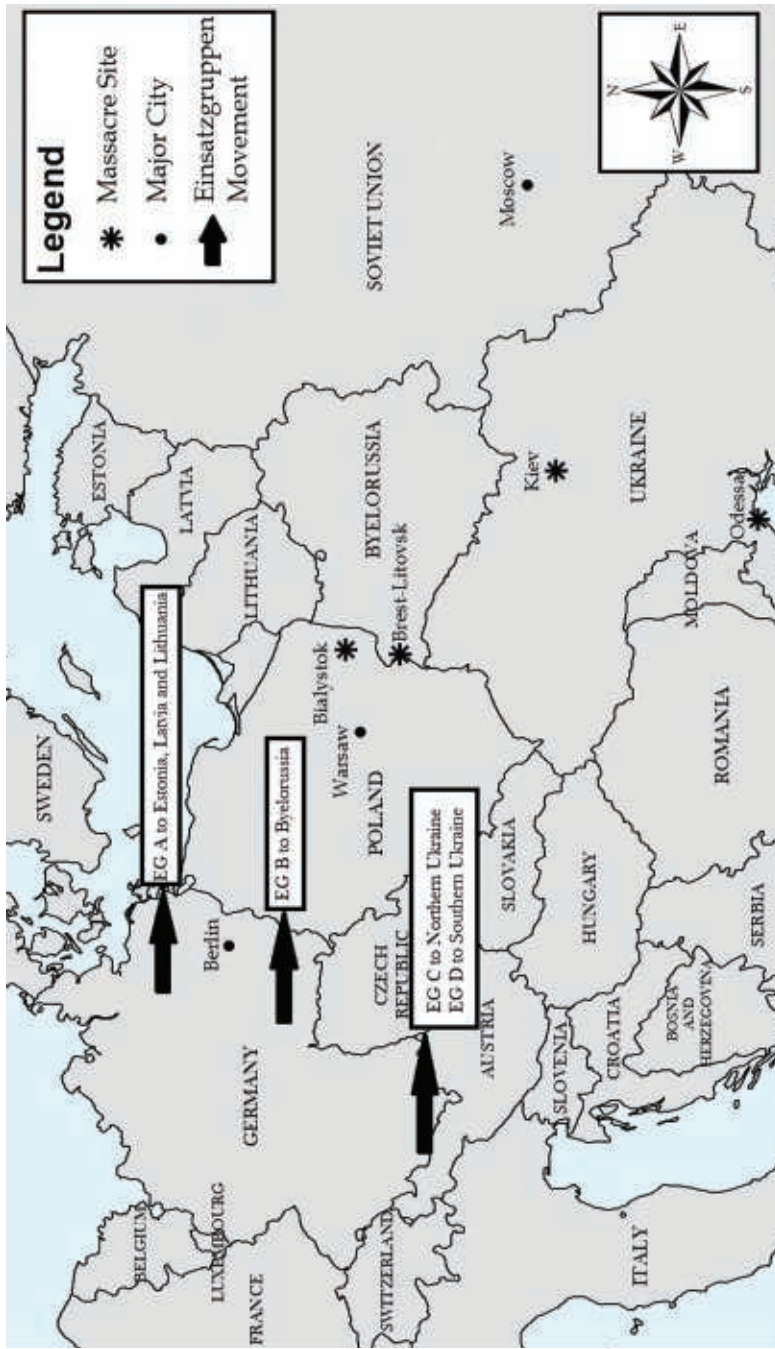 Legend
Massacre Site
Major City
Einsatzgruppen
Movement
N
E
S
W
SWEDEN
ESTONIA
LATVIA
LITHUANIA
EG A to Estonia, Latvia and Lithuania
SOVIET UNION
Moscow
BYELORUSSIA
Berlin
EG B to Byelorussia
Bialystok
Brest-Litovsk
Warsaw
POLAND
GERMANY
BELGIUM
LUXEMBOURG
FRANCE
CZECH
REPUBLIC
EG C to Northern Ukraine
EG D to Southern Ukraine
Kiev
UKRAINE
SLOVAKIA
AUSTRIA
SWITZERLAND
HUNGARY
MOLDOVA
Odessa
ROMANIA
SLOVENIA
CROATIA
BOSNIA
AND
HERZEGOVINA
SERBIA
ITALY